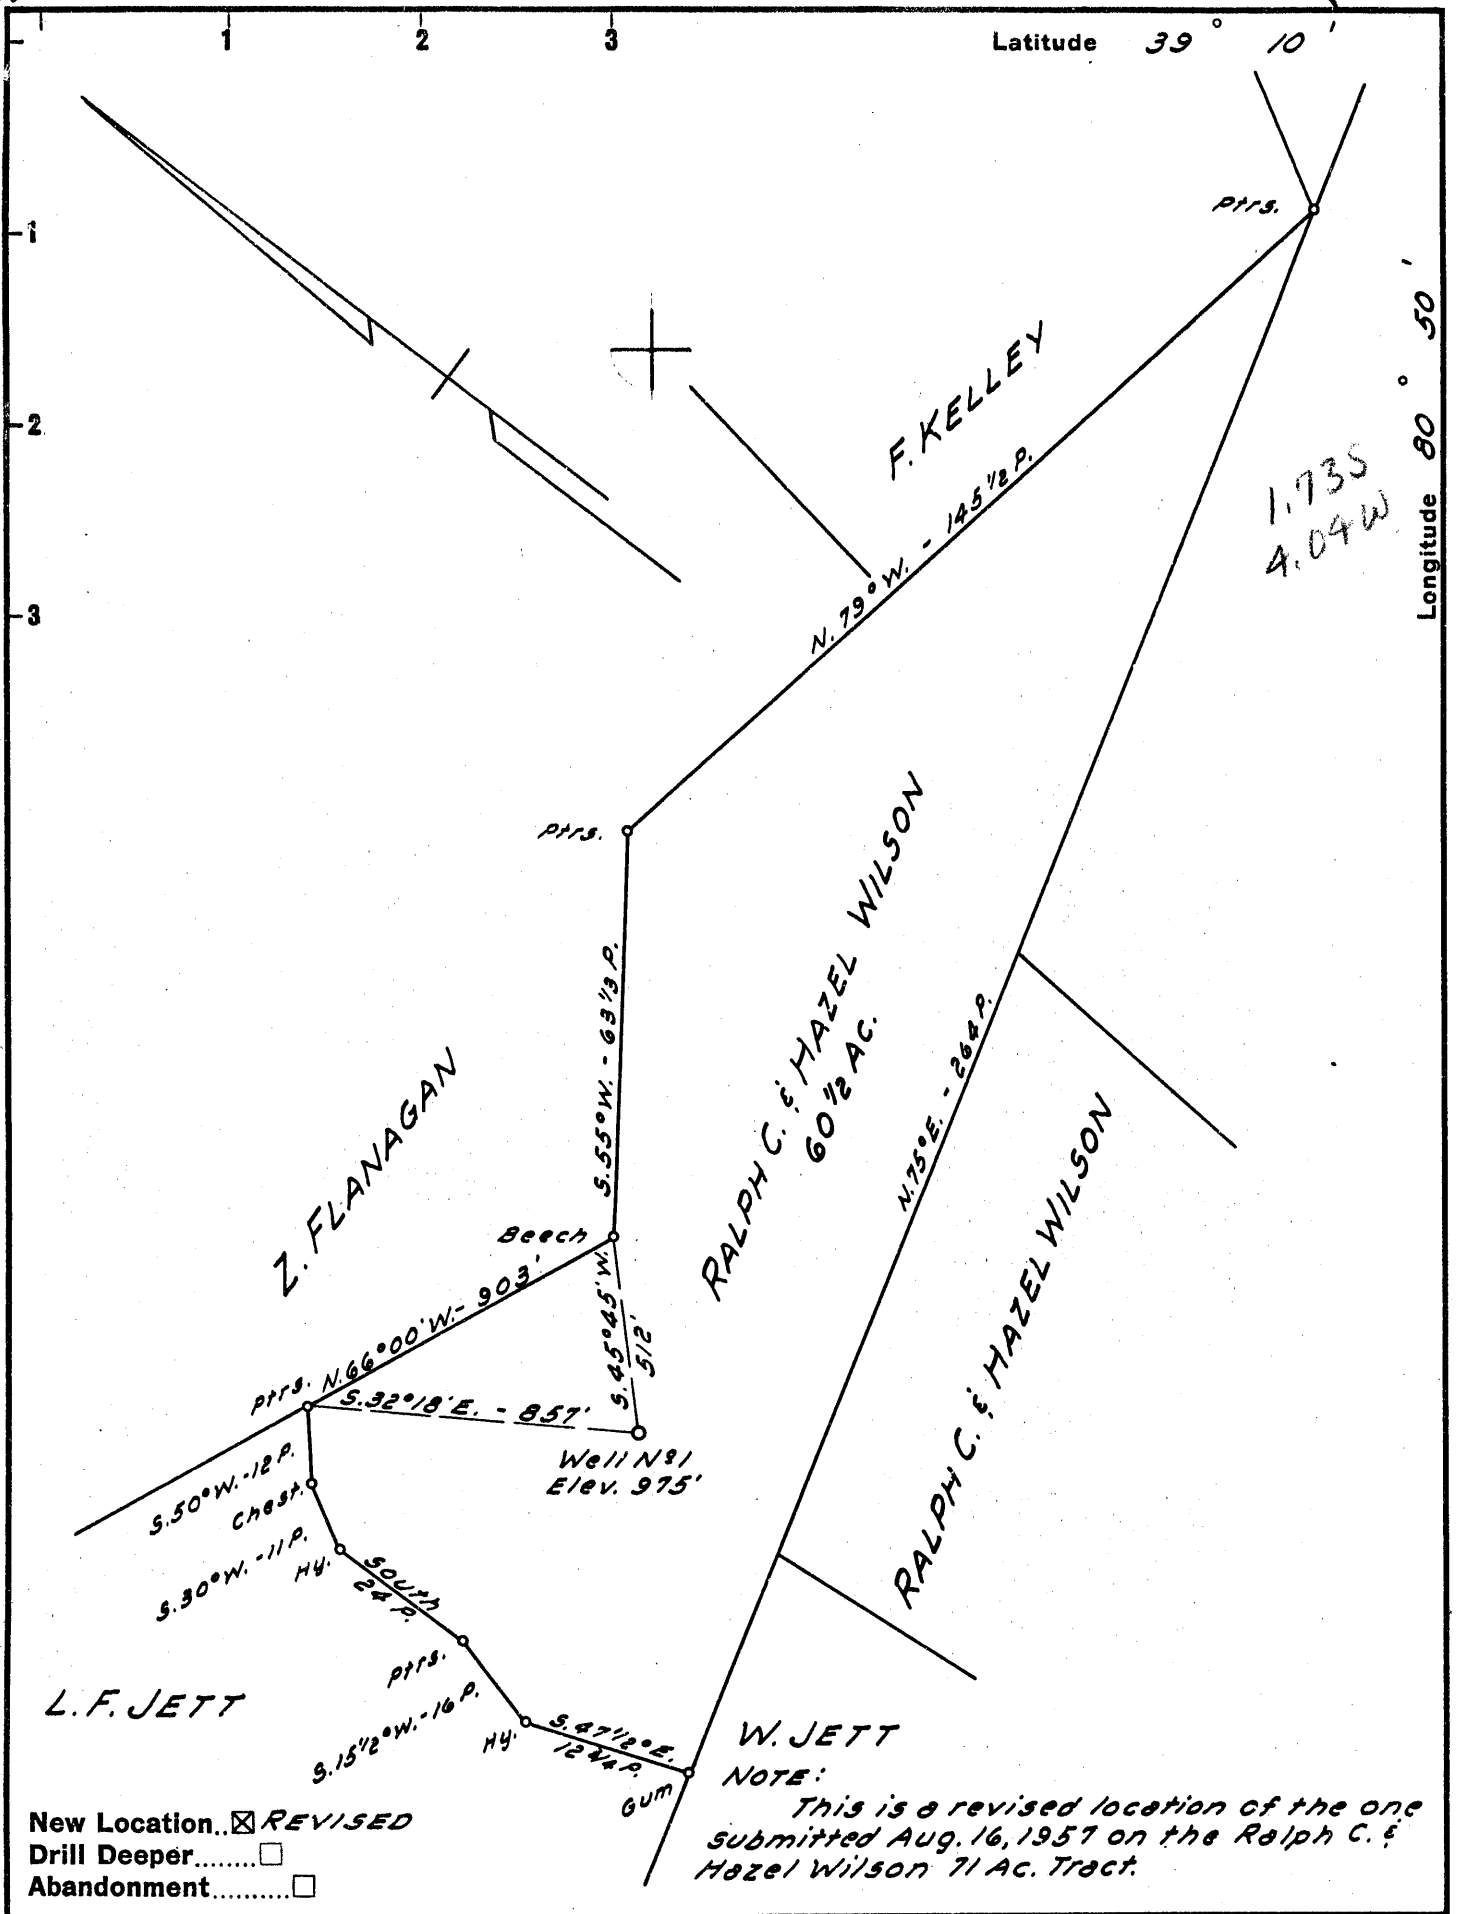 1 2 3 Latitude 39° 10'
1
2
3
Longitude 80° 50'
1.73S
4.04W
Ptrs.
F. KELLEY
N. 79° W. - 145 1/2 P.
Ptrs.
S. 55° W. - 63 1/3 P.
RALPH C. & HAZEL WILSON
60 1/2 AC.
N. 75° E. - 264 P.
RALPH C. & HAZEL WILSON
Z. FLANAGAN
Beech
N. 66° 00' W. - 903'
S. 45° 45' W.
512'
Ptrs.
S. 32° 18' E. - 857'
Well No 1
Elev. 975'
S. 50° W. - 12 P.
Chest.
S. 30° W. - 11 P.
Hy.
SOUTH
24 P.
Ptrs.
S. 15 1/2° W. - 16 P.
Hy.
S. 47 1/2° E.
Gum
L. F. JETT
W. JETT
NOTE:
This is a revised location of the one
submitted Aug. 16, 1957 on the Ralph C. &
Hazel Wilson 71 Ac. Tract.
New Location..☒ REVISED
Drill Deeper........☐
Abandonment..........☐